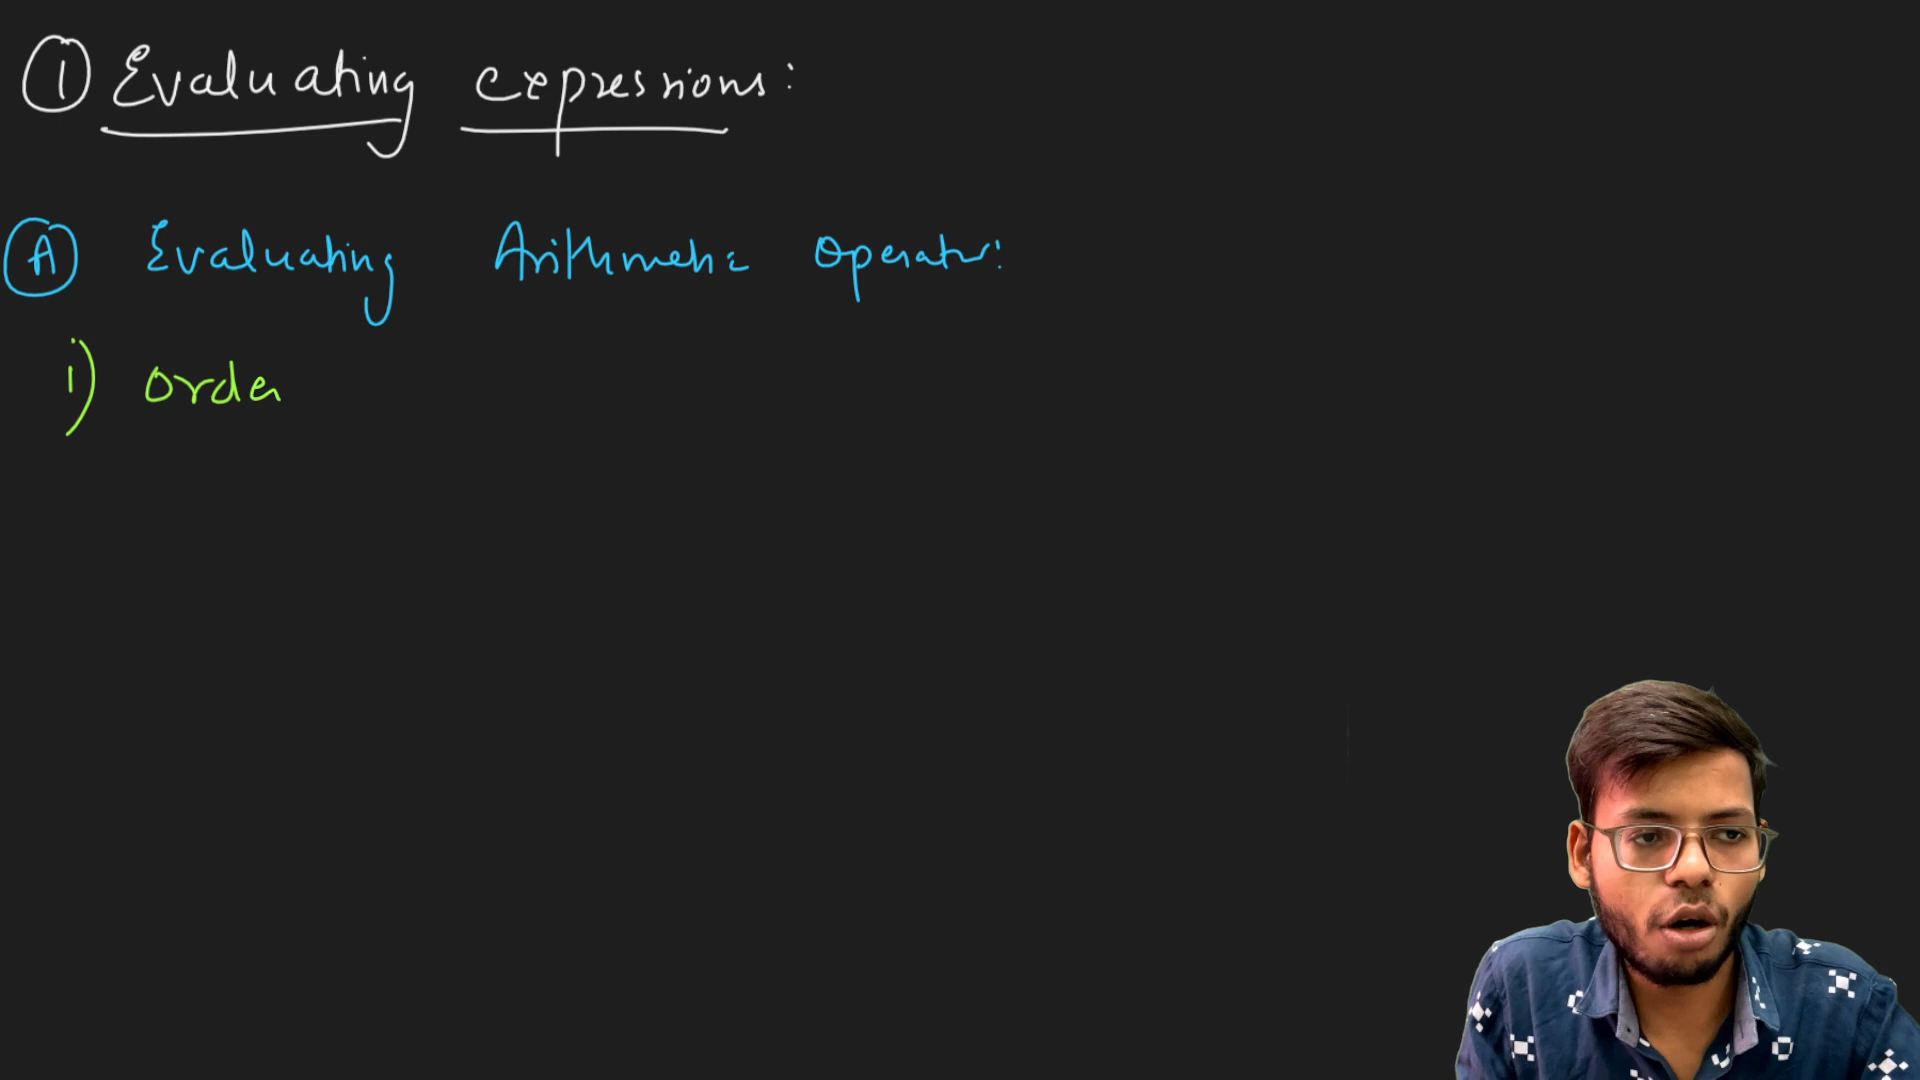 ① Evaluating expressions:
Ⓐ Evaluating Arithmetic Operator:
i) Order